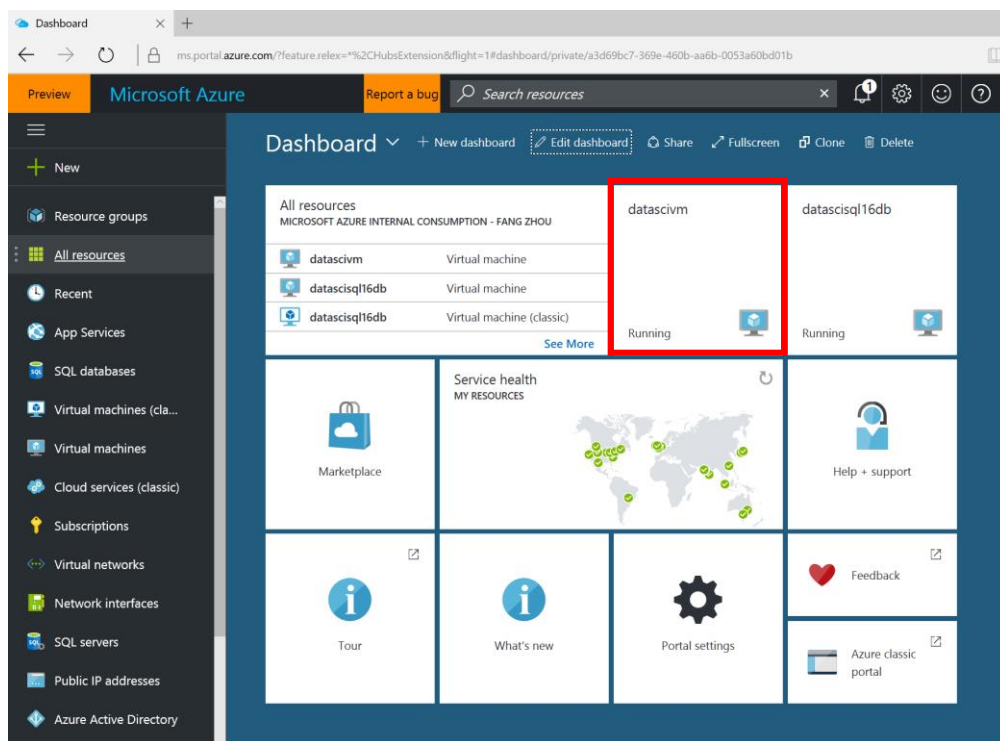 Dashboard
ms.portal.azure.com/?feature.relex=*%2CHubsExtension&flight=1#dashboard/private/a3d69bc7-369e-460b-aa6b-0053a60bd01b
Preview Microsoft Azure Report a bug Search resources 1
New
Resource groups
All resources
Recent
App Services
SQL databases
Virtual machines (cla...
Virtual machines
Cloud services (classic)
Subscriptions
Virtual networks
Network interfaces
SQL servers
Public IP addresses
Azure Active Directory
Dashboard New dashboard Edit dashboard Share Fullscreen Clone Delete
All resources
MICROSOFT AZURE INTERNAL CONSUMPTION - FANG ZHOU
datascivm Virtual machine
datascisql16db Virtual machine
datascisql16db Virtual machine (classic)
See More
datascivm
Running
datascisql16db
Running
Marketplace
Service health
MY RESOURCES
Help + support
Tour
What's new
Portal settings
Feedback
Azure classic
portal